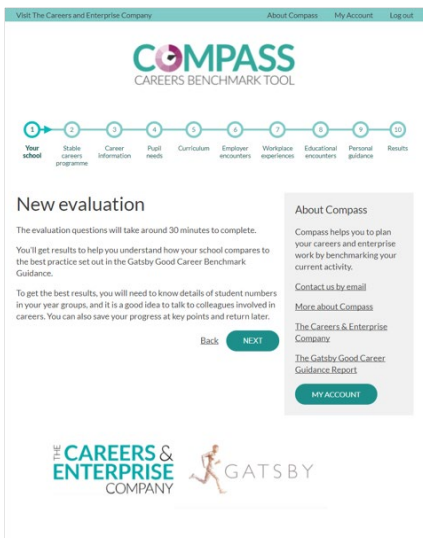 Visit The Careers and Enterprise Company
About Compass My Account Log out
COMPASS
CAREERS BENCHMARK TOOL
1 2 3 4 5 6 7 8 9 10
Your school
Stable careers programme
Career information
Pupil needs
Curriculum
Employer encounters
Workplace experiences
Educational encounters
Personal guidance
Results
New evaluation
The evaluation questions will take around 30 minutes to complete.
You'll get results to help you understand how your school compares to
the best practice set out in the Gatsby Good Career Benchmark
Guidance.
To get the best results, you will need to know details of student numbers
in your year groups, and it is a good idea to talk to colleagues involved in
careers. You can also save your progress at key points and return later.
Back NEXT
About Compass
Compass helps you to plan
your careers and enterprise
work by benchmarking your
current activity.
Contact us by email
More about Compass
The Careers & Enterprise
Company
The Gatsby Good Career
Guidance Report
MY ACCOUNT
THE CAREERS &
ENTERPRISE
COMPANY
GATSBY